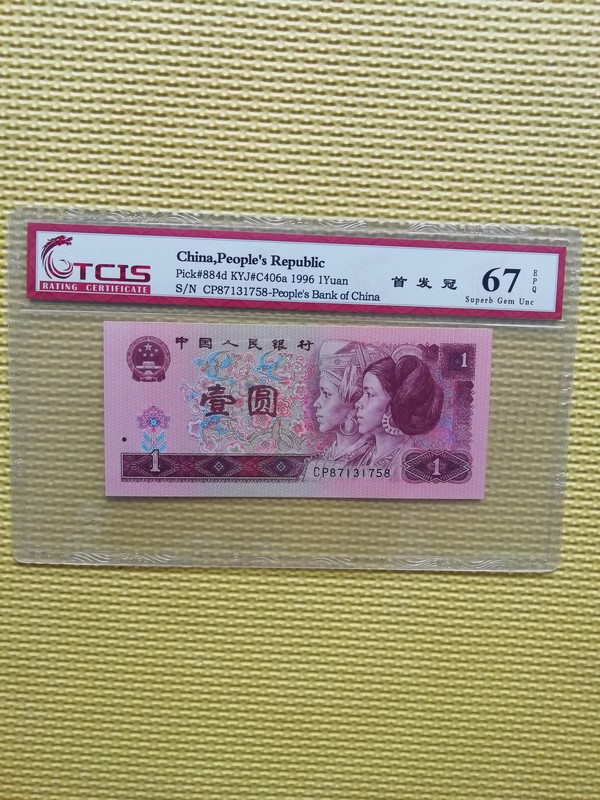 TCIS
RATING CERTIFICATE
China,People's Republic
Pick#884d KYJ#C406a 1996 1Yuan
S/N CP87131758-People's Bank of China
首发冠
67
EPQ
Superb Gem Unc
中国人民银行
1
壹圆
1
CP87131758
1